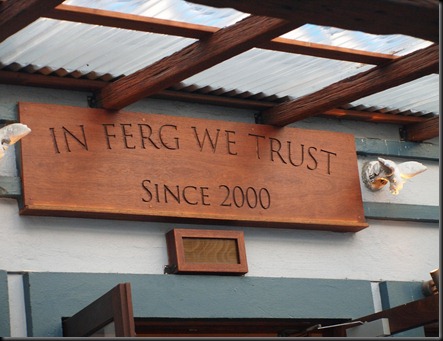 IN FERG WE TRUST
SINCE 2000